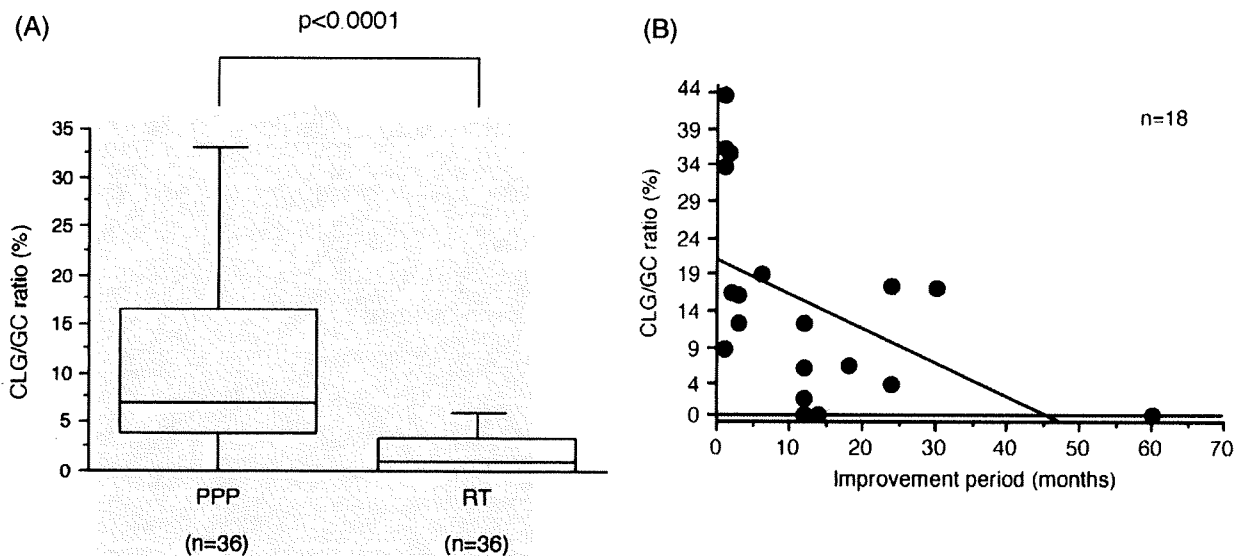 (A)
p<0.0001
CLG/GC ratio (%)
35
30
25
20
15
10
5
0
PPP
RT
(n=36)
(n=36)
(B)
n=18
CLG/GC ratio (%)
44
39
34
29
24
19
14
9
4
0
0 10 20 30 40 50 60 70
Improvement period (months)